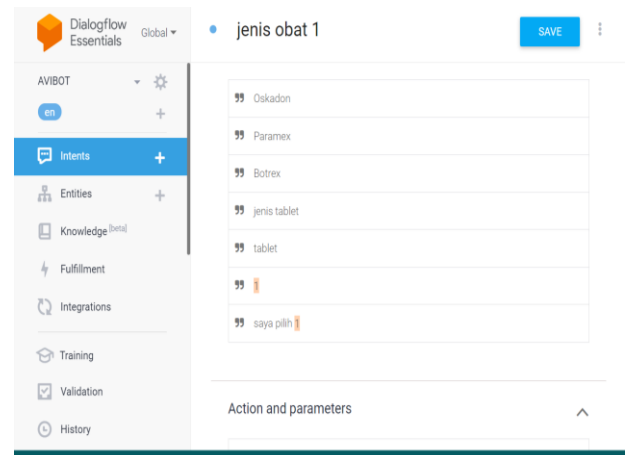 Dialogflow
Essentials
Global
jenis obat 1
SAVE
AVIBOT
en
Intents
Entities
Knowledge [beta]
Fulfillment
Integrations
Training
Validation
History
Oskadon
Paramex
Botrex
jenis tablet
tablet
1
saya pilih 1
Action and parameters